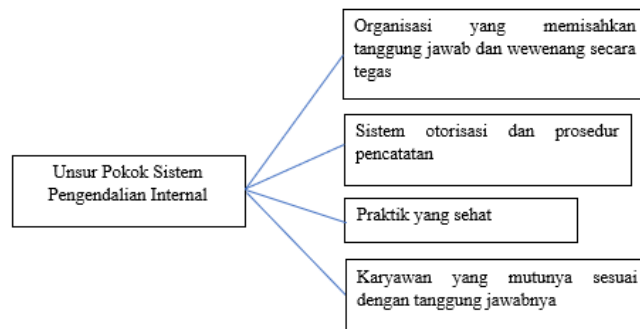 Organisasi yang memisahkan
tanggung jawab dan wewenang secara
tegas
Sistem otorisasi dan prosedur
pencatatan
Unsur Pokok Sistem
Pengendalian Internal
Praktik yang sehat
Karyawan yang mutunya sesuai
dengan tanggung jawabnya